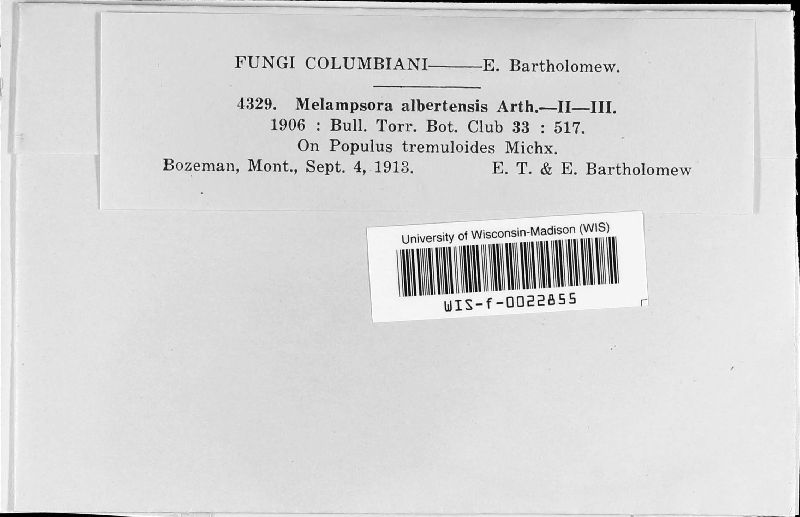 FUNGI COLUMBIANI——E. Bartholomew.
4329. Melampsora albertensis Arth.—II—III.
1906 : Bull. Torr. Bot. Club 33 : 517.
On Populus tremuloides Michx.
Bozeman, Mont., Sept. 4, 1913. E. T. & E. Bartholomew
University of Wisconsin-Madison (WIS)
WIS-f-0022855